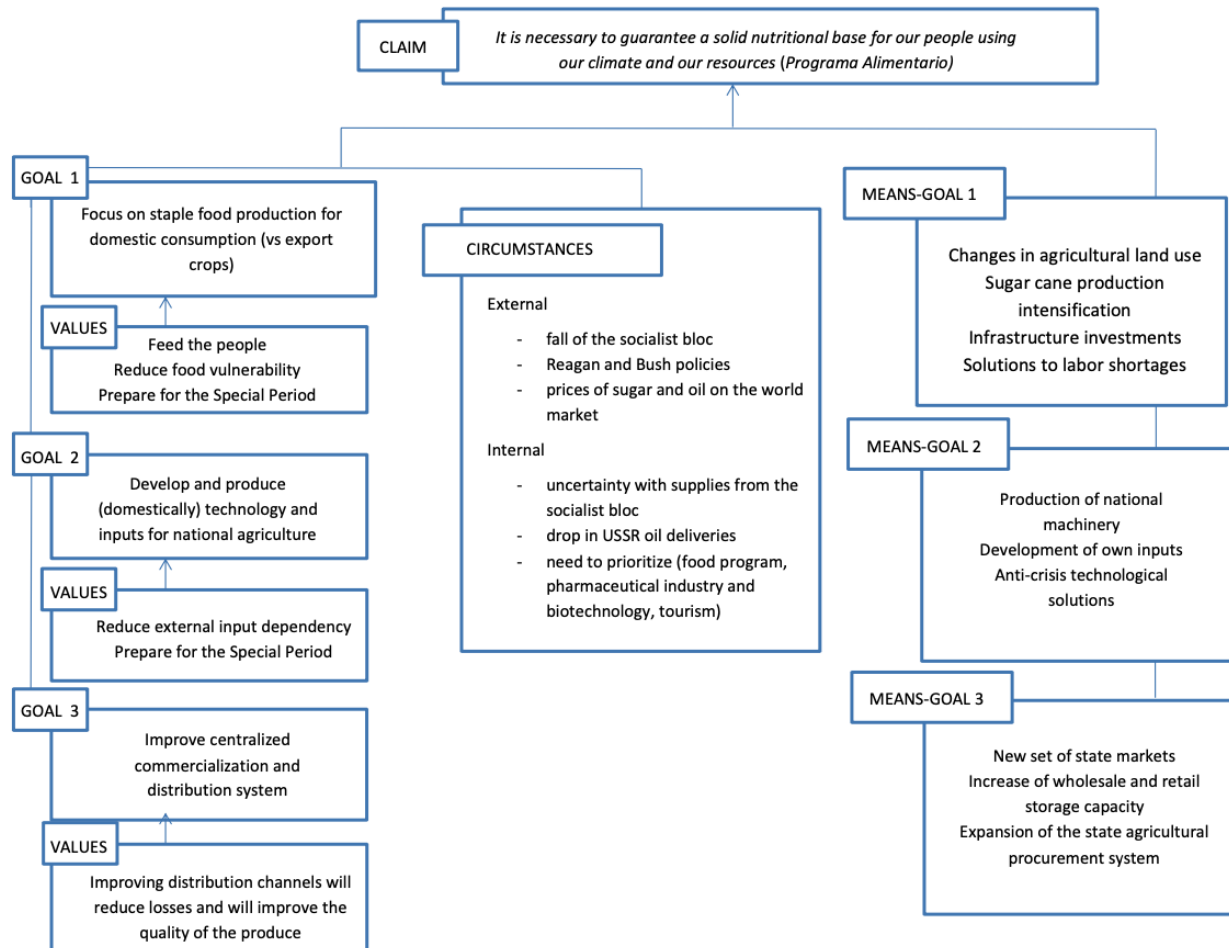 CLAIM
It is necessary to guarantee a solid nutritional base for our people using
our climate and our resources (Programa Alimentario)
GOAL 1
Focus on staple food production for
domestic consumption (vs export
crops)
VALUES
Feed the people
Reduce food vulnerability
Prepare for the Special Period
GOAL 2
Develop and produce
(domestically) technology and
inputs for national agriculture
VALUES
Reduce external input dependency
Prepare for the Special Period
GOAL 3
Improve centralized
commercialization and
distribution system
VALUES
Improving distribution channels will
reduce losses and will improve the
quality of the produce
CIRCUMSTANCES
External
- fall of the socialist bloc
- Reagan and Bush policies
- prices of sugar and oil on the world
market
Internal
- uncertainty with supplies from the
socialist bloc
- drop in USSR oil deliveries
- need to prioritize (food program,
pharmaceutical industry and
biotechnology, tourism)
MEANS-GOAL 1
Changes in agricultural land use
Sugar cane production
intensification
Infrastructure investments
Solutions to labor shortages
MEANS-GOAL 2
Production of national
machinery
Development of own inputs
Anti-crisis technological
solutions
MEANS-GOAL 3
New set of state markets
Increase of wholesale and retail
storage capacity
Expansion of the state agricultural
procurement system